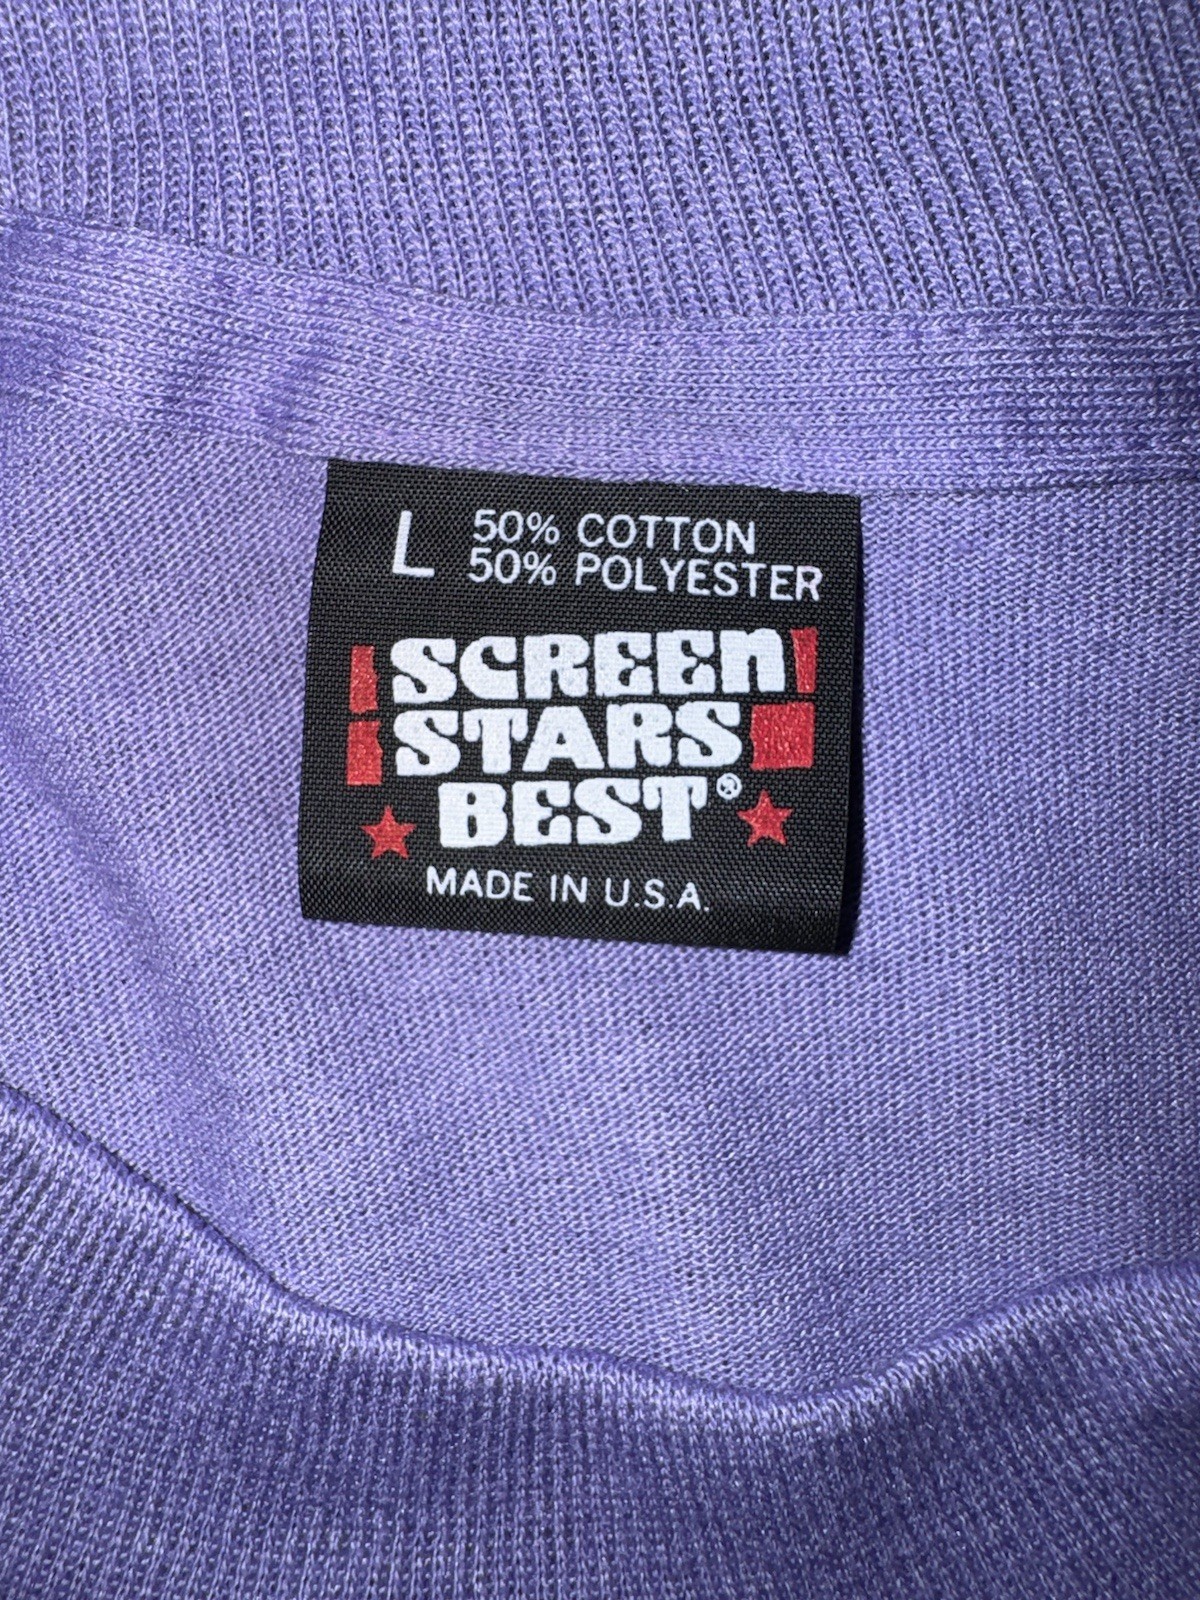 L 50% COTTON
50% POLYESTER
SCREEN
STARS
BEST®
MADE IN U.S.A.